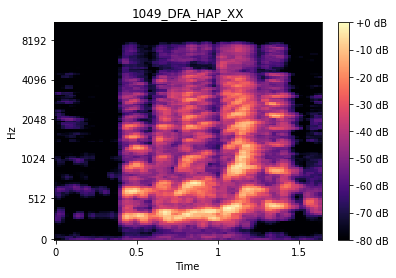 1049_DFA_HAP_XX
+0 dB
8192
-10 dB
4096
-20 dB
-30 dB
2048
Hz
-40 dB
1024
-50 dB
512
-60 dB
-70 dB
0
-80 dB
0
0.5
1
1.5
Time